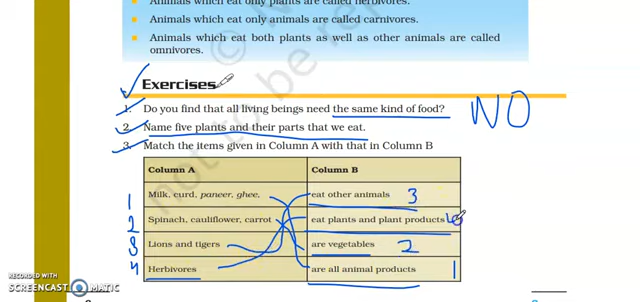 Animals which eat only plants are called herbivores.
Animals which eat only animals are called carnivores.
Animals which eat both plants as well as other animals are called
omnivores.
Exercises
1. Do you find that all living beings need the same kind of food?
NO
2. Name five plants and their parts that we eat.
3. Match the items given in Column A with that in Column B
Column A Column B
1 Milk, curd, paneer, ghee, eat other animals 3
2 Spinach, cauliflower, carrot eat plants and plant products
3 Lions and tigers are vegetables 2
4 Herbivores are all animal products 1
not to be
RECORDED WITH
SCREENCAST MATIC